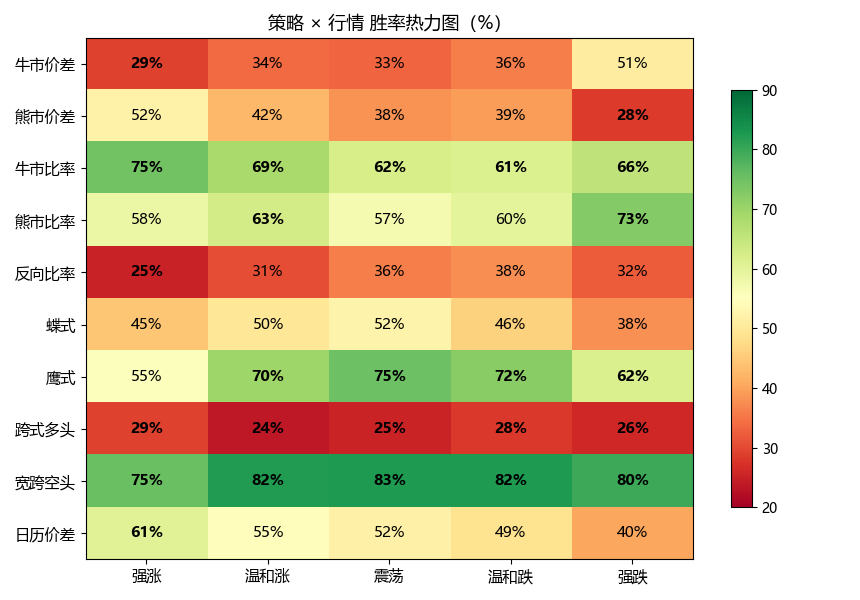 策略 × 行情 胜率热力图（%）
牛市价差 29% 34% 33% 36% 51%
熊市价差 52% 42% 38% 39% 28%
牛市比率 75% 69% 62% 61% 66%
熊市比率 58% 63% 57% 60% 73%
反向比率 25% 31% 36% 38% 32%
蝶式 45% 50% 52% 46% 38%
鹰式 55% 70% 75% 72% 62%
跨式多头 29% 24% 25% 28% 26%
宽跨空头 75% 82% 83% 82% 80%
日历价差 61% 55% 52% 49% 40%
强涨 温和涨 震荡 温和跌 强跌
90
80
70
60
50
40
30
20